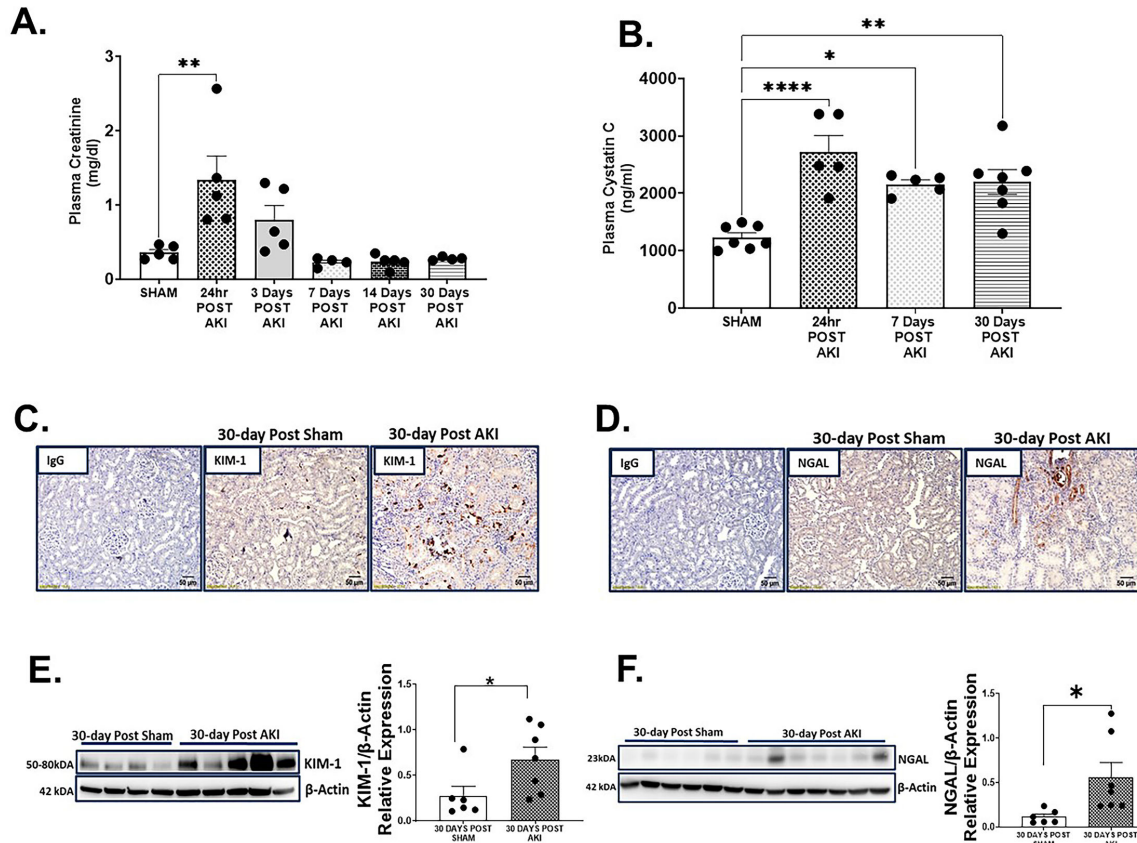 A.
Plasma Creatinine
(mg/dl)
3
2
1
0
**
SHAM
24hr
POST
AKI
3 Days
POST
AKI
7 Days
POST
AKI
14 Days
POST
AKI
30 Days
POST
AKI
B.
Plasma Cystatin C
(ng/ml)
4000
3000
2000
1000
0
**
*
****
SHAM
24hr
POST
AKI
7 Days
POST
AKI
30 Days
POST
AKI
C.
30-day Post Sham
30-day Post AKI
IgG
KIM-1
KIM-1
50 µm
50 µm
50 µm
D.
30-day Post Sham
30-day Post AKI
IgG
NGAL
NGAL
50 µm
50 µm
50 µm
E.
30-day Post Sham
30-day Post AKI
50-80kDA
KIM-1
42 kDA
β-Actin
KIM-1/β-Actin
Relative Expression
1.5
1.0
0.5
0.0
*
30 DAYS POST
SHAM
30 DAYS POST
AKI
F.
30-day Post Sham
30-day Post AKI
23kDA
NGAL
42 kDA
β-Actin
NGAL/β-Actin
Relative Expression
1.5
1.0
0.5
0.0
*
30 DAYS POST
SHAM
30 DAYS POST
AKI